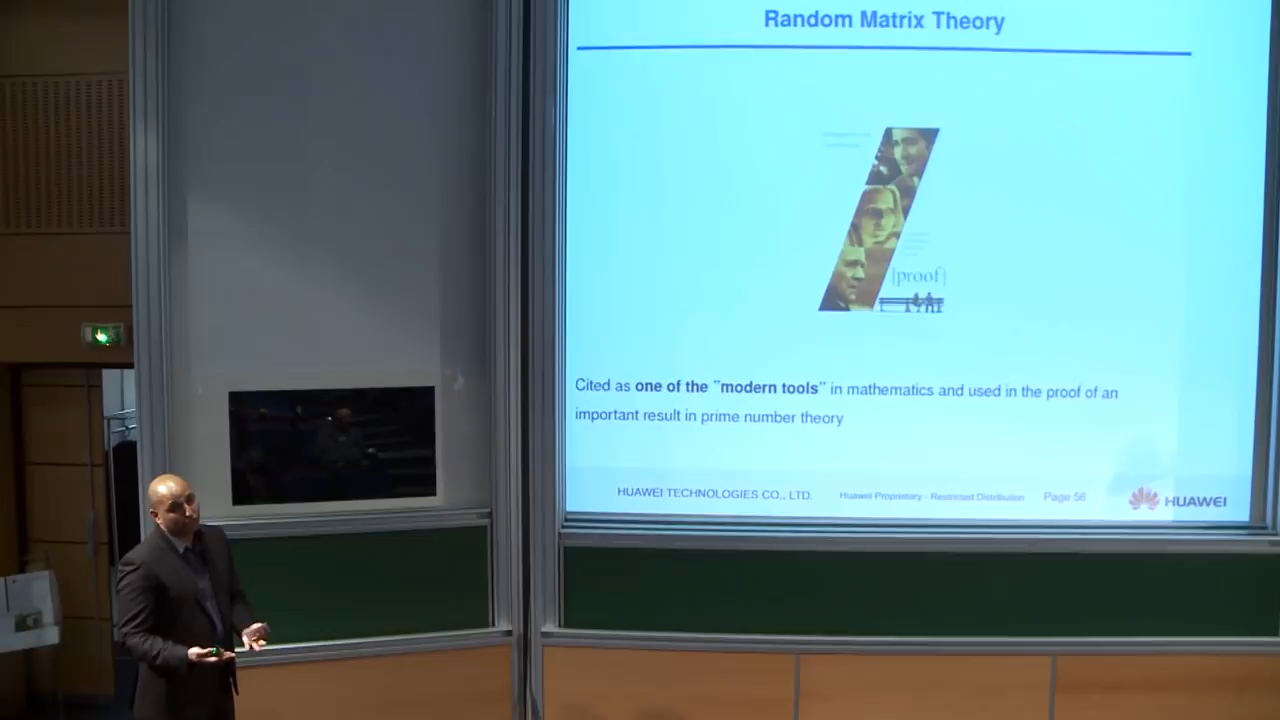 Random Matrix Theory
[proof]
Cited as one of the "modern tools" in mathematics and used in the proof of an
important result in prime number theory
HUAWEI TECHNOLOGIES CO., LTD. Huawei Proprietary - Restricted Distribution Page 56 HUAWEI